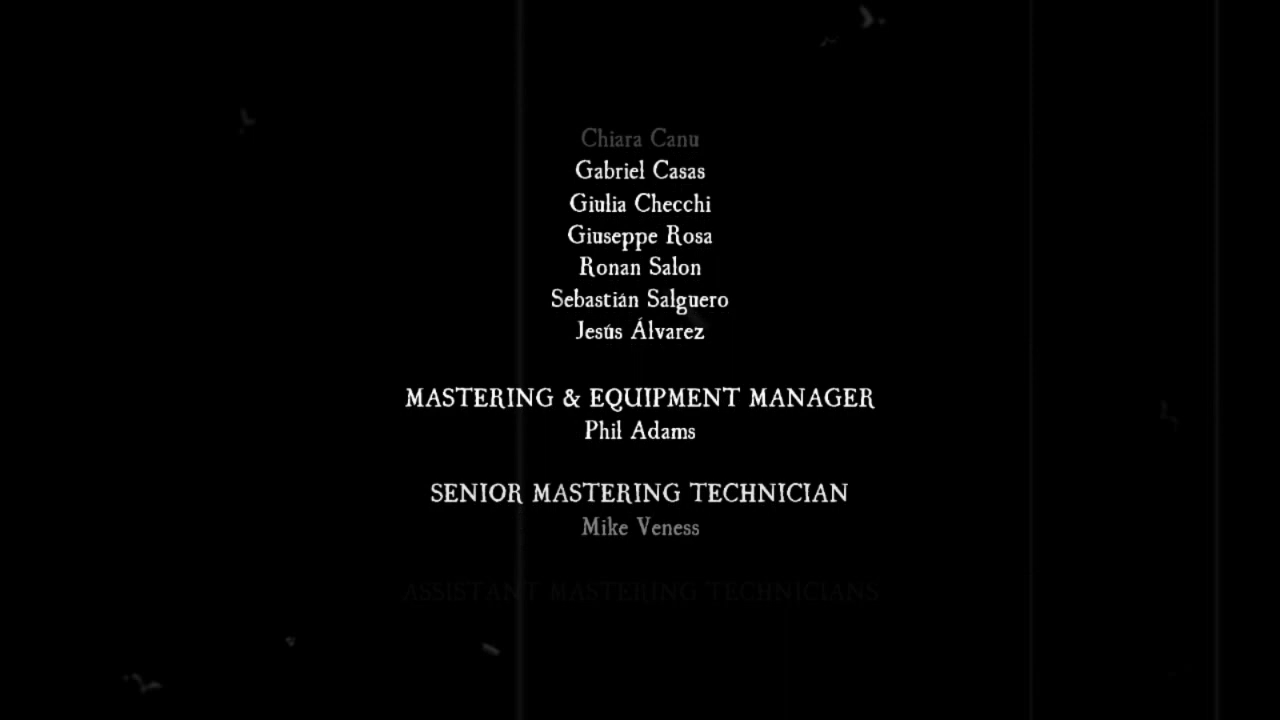 Chiara Canu
Gabriel Casas
Giulia Checchi
Giuseppe Rosa
Ronan Salon
Sebastián Salguero
Jesús Álvarez
MASTERING & EQUIPMENT MANAGER
Phil Adams
SENIOR MASTERING TECHNICIAN
Mike Veness
ASSISTANT MASTERING TECHNICIANS